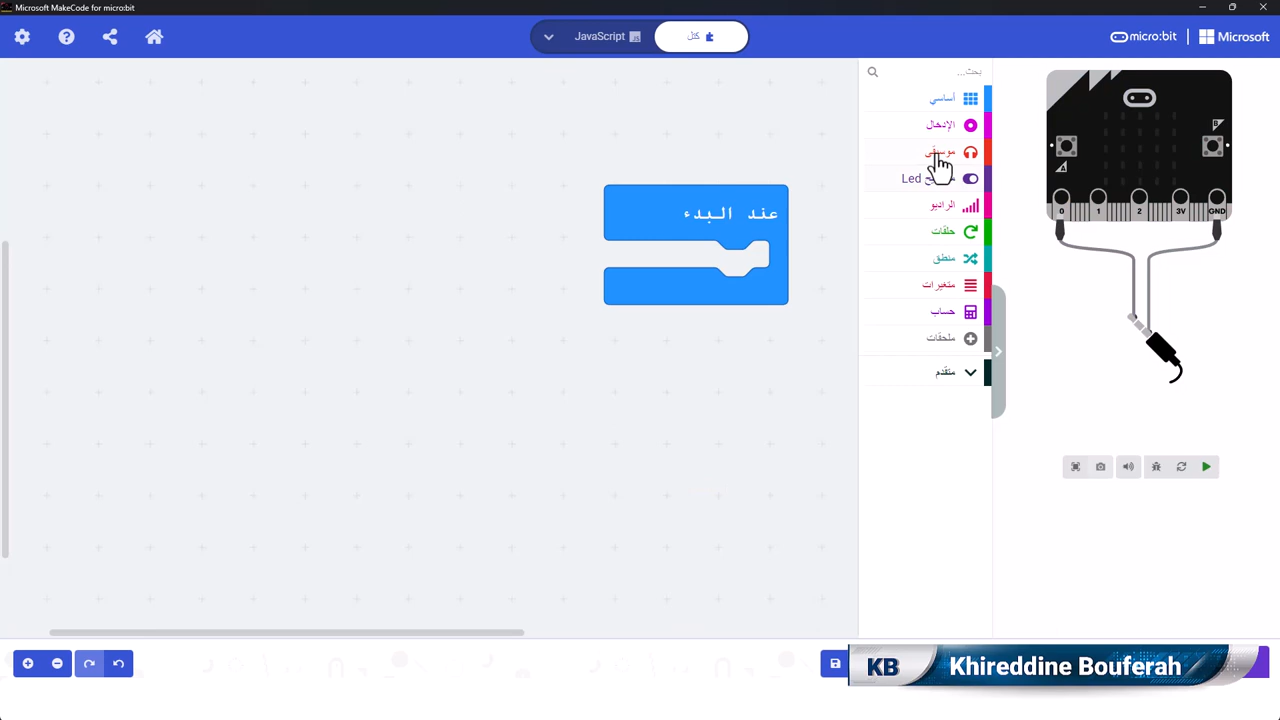 Microsoft MakeCode for micro:bit
JavaScript
كتل
micro:bit
Microsoft
بحث...
أساسي
الإدخال
موسيقى
Led
الراديو
حلقات
منطق
متغيرات
حساب
ملحقات
متقدم
عند البدء
A
B
0 1 2 3V GND
KB
Khireddine Bouferah